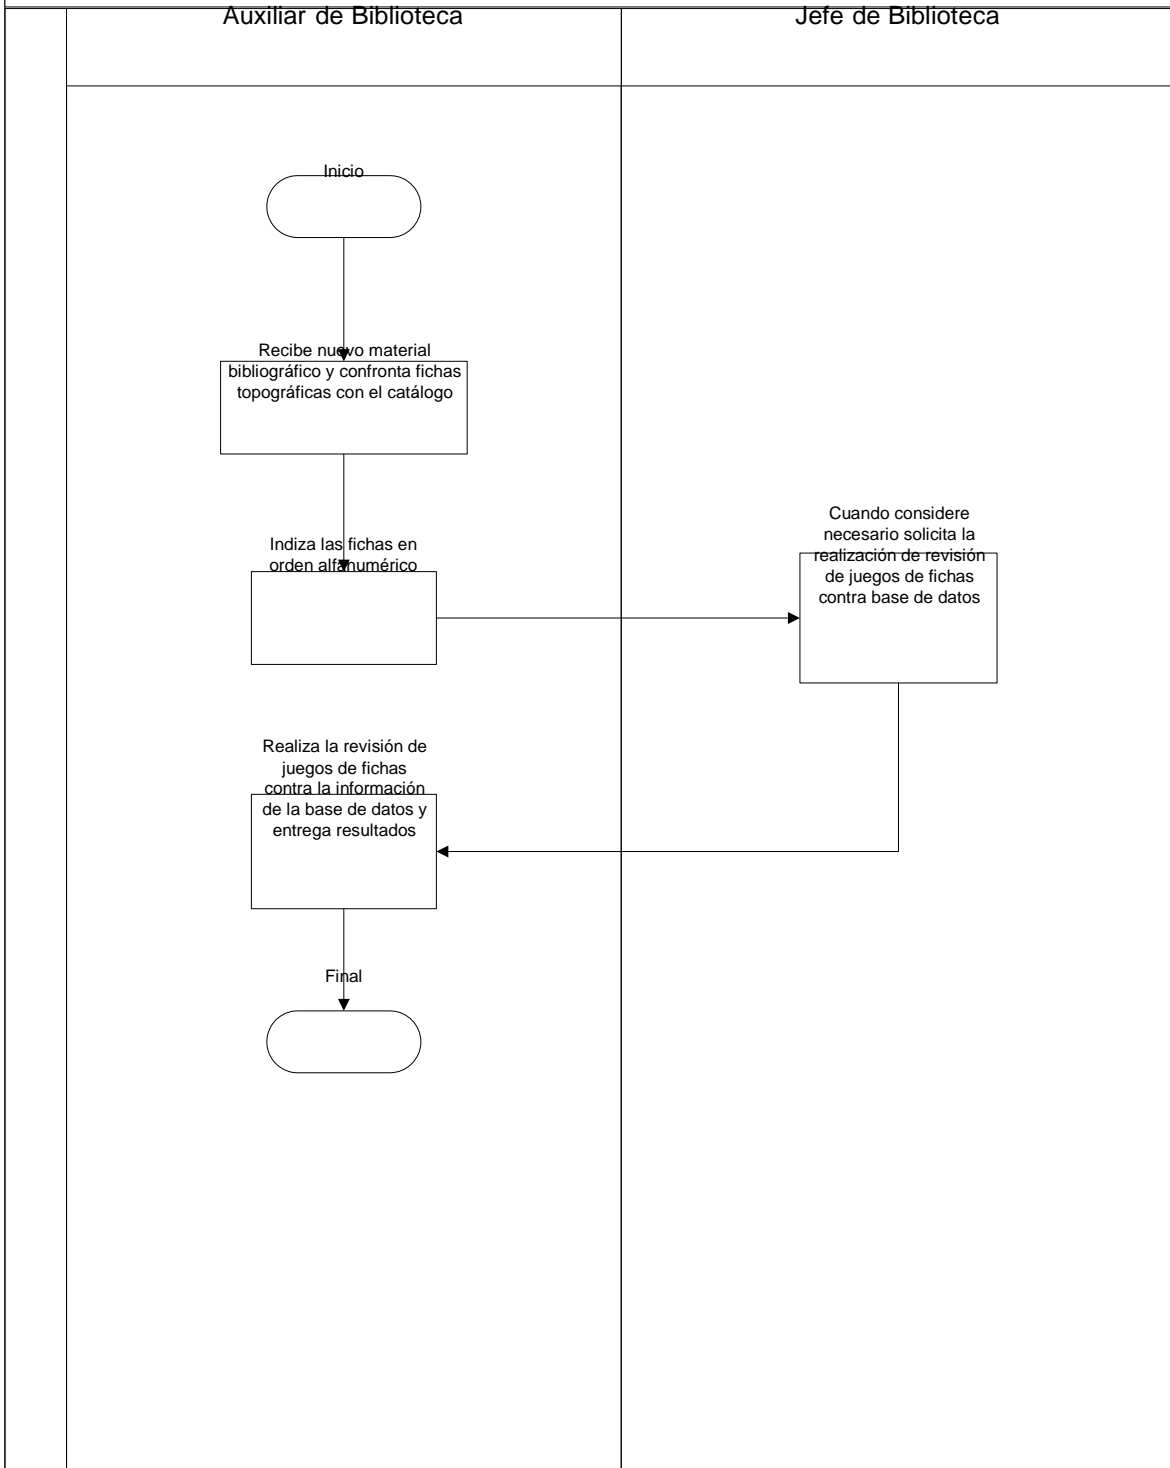 Auxiliar de Biblioteca
Jefe de Biblioteca
Inicio
Recibe nuevo material
bibliográfico y confronta fichas
topográficas con el catálogo
Indiza las fichas en
orden alfanumérico
Cuando considere
necesario solicita la
realización de revisión
de juegos de fichas
contra base de datos
Realiza la revisión de
juegos de fichas
contra la información
de la base de datos y
entrega resultados
Final